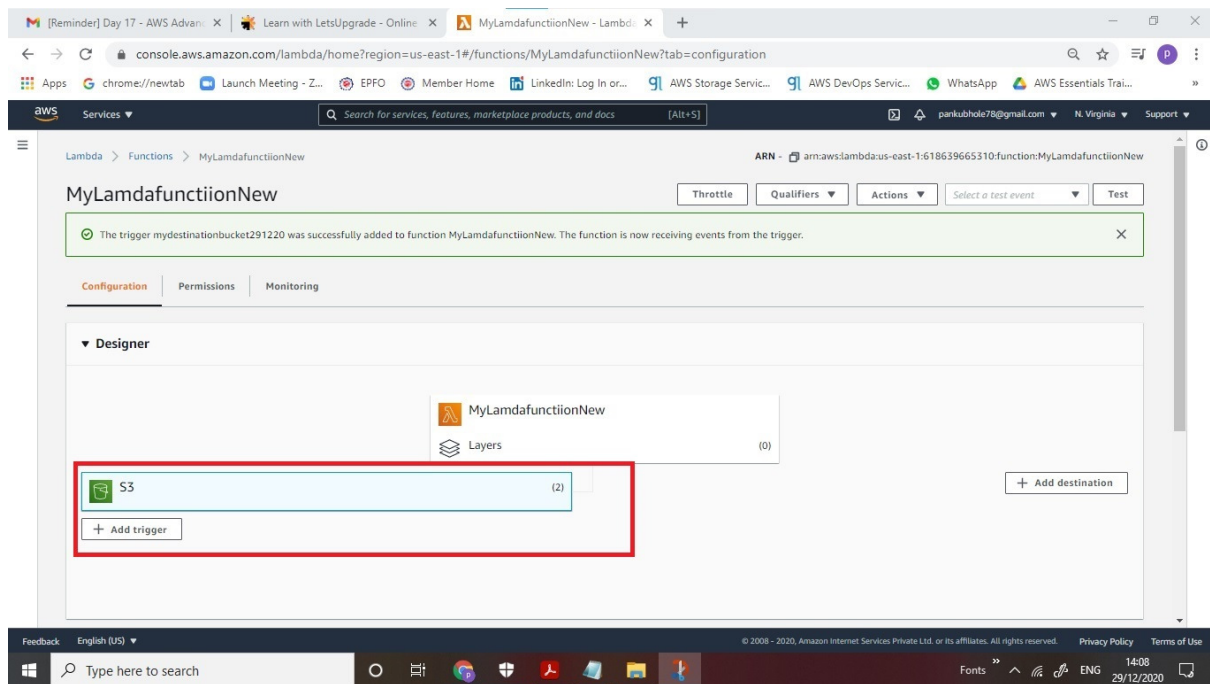 [Reminder] Day 17 - AWS Advanc
Learn with LetsUpgrade - Online
MyLamdafunctiionNew - Lambda
console.aws.amazon.com/lambda/home?region=us-east-1#/functions/MyLamdafunctiionNew?tab=configuration
P
Apps chrome://newtab Launch Meeting - Z... EPFO Member Home LinkedIn: Log In or... AWS Storage Servic... AWS DevOps Servic... WhatsApp AWS Essentials Trai... »
aws Services ▼ Search for services, features, marketplace products, and docs [Alt+S] pankubhole78@gmail.com ▼ N. Virginia ▼ Support ▼
Lambda > Functions > MyLamdafunctiionNew
ARN - arn:aws:lambda:us-east-1:618639665310:function:MyLamdafunctiionNew
MyLamdafunctiionNew
Throttle Qualifiers ▼ Actions ▼ Select a test event ▼ Test
The trigger mydestinationbucket291220 was successfully added to function MyLamdafunctiionNew. The function is now receiving events from the trigger.
Configuration Permissions Monitoring
▼ Designer
MyLamdafunctiionNew
Layers (0)
S3 (2)
+ Add destination
+ Add trigger
Feedback English (US) ▼ © 2008 - 2020, Amazon Internet Services Private Ltd. or its affiliates. All rights reserved. Privacy Policy Terms of Use
Type here to search
Fonts » ENG
14:08
29/12/2020